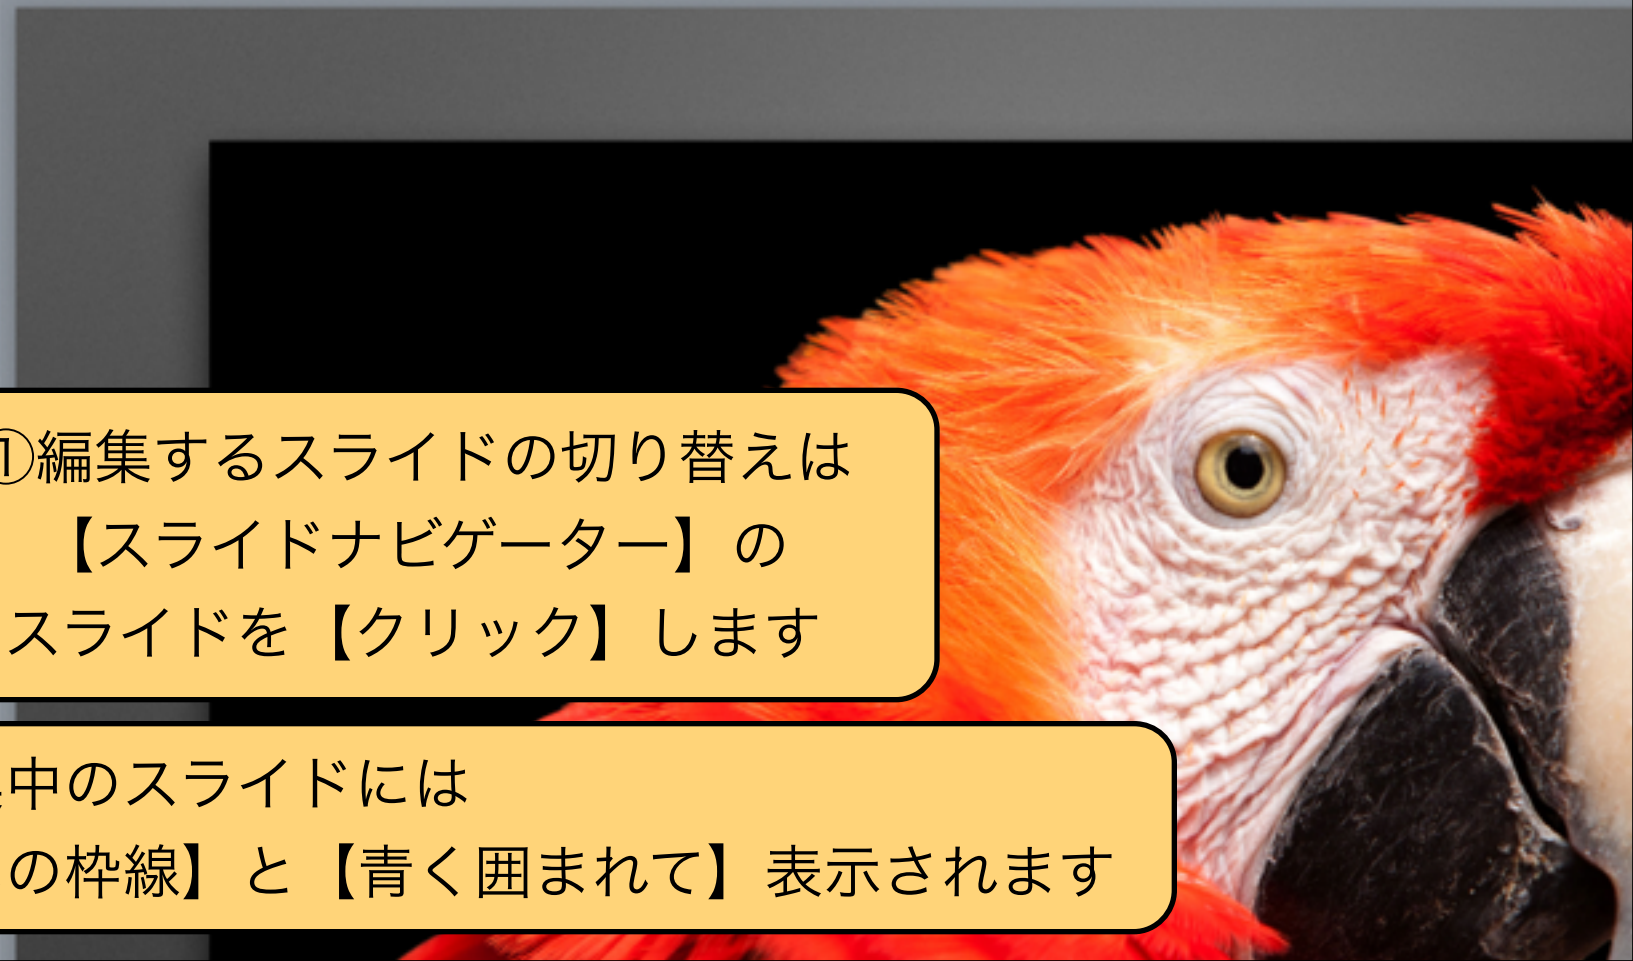 ①編集するスライドの切り替えは
【スライドナビゲーター】の
スライドを【クリック】します
中のスライドには
の枠線】と【青く囲まれて】表示されます